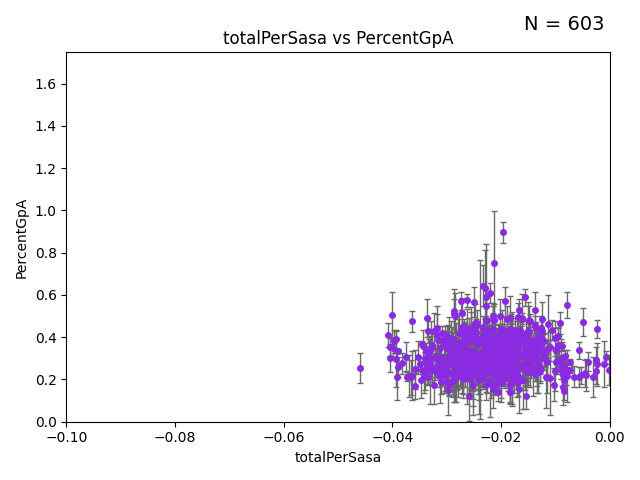 N = 603
totalPerSasa vs PercentGpA
PercentGpA
1.6
1.4
1.2
1.0
0.8
0.6
0.4
0.2
0.0
−0.10 −0.08 −0.06 −0.04 −0.02 0.00
totalPerSasa